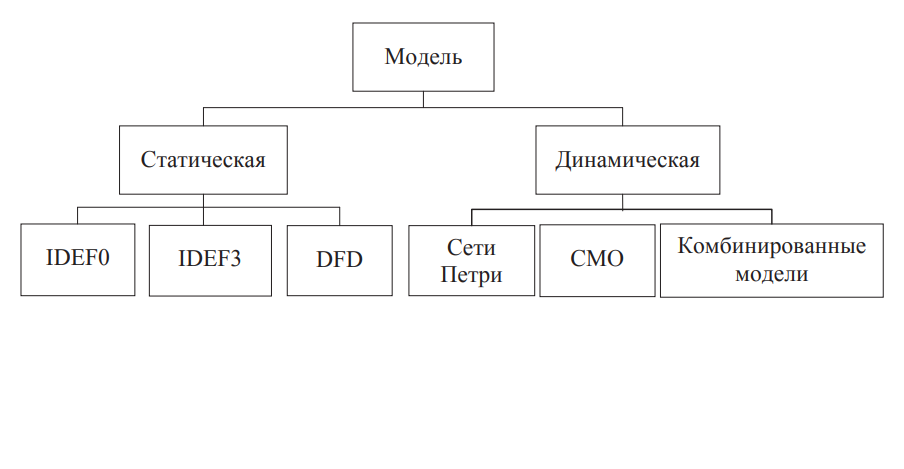 Модель
Статическая
Динамическая
IDEF0
IDEF3
DFD
Сети
Петри
СМО
Комбинированные
модели